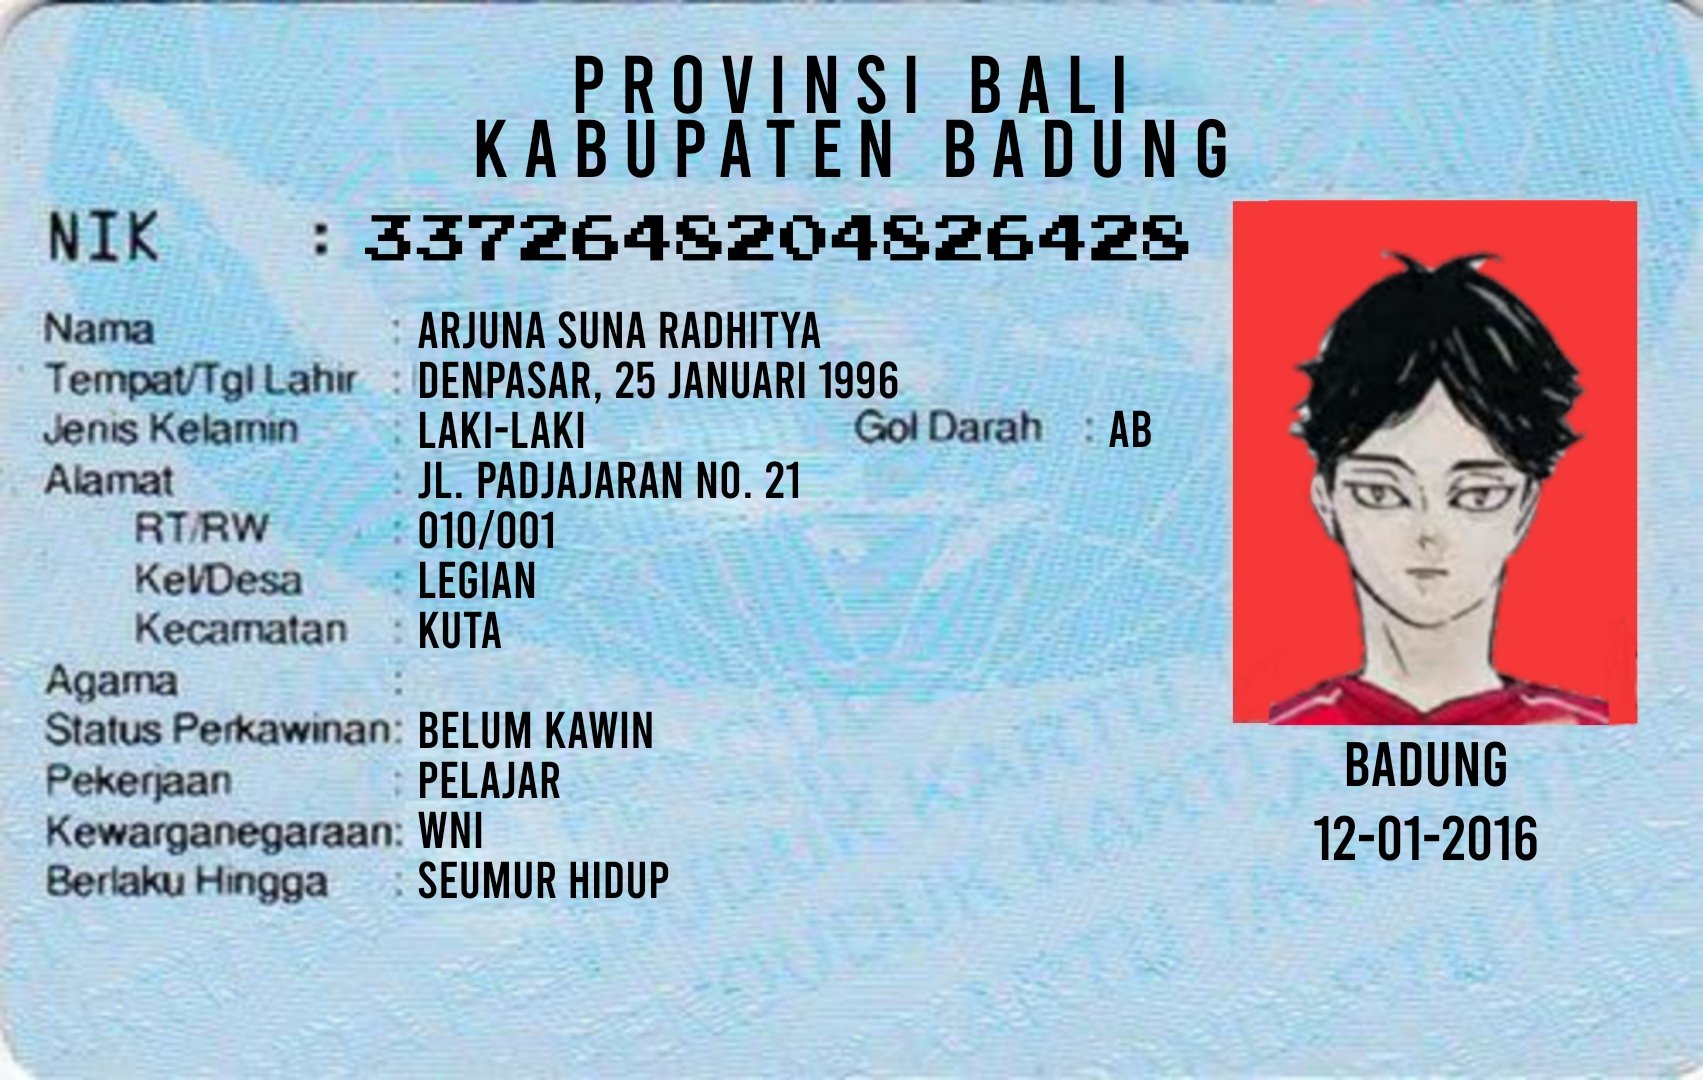 PROVINSI BALI
KABUPATEN BADUNG
NIK : 3372648204826428
Nama : ARJUNA SUNA RADHITYA
Tempat/Tgl Lahir : DENPASAR, 25 JANUARI 1996
Jenis Kelamin : LAKI-LAKI Gol Darah : AB
Alamat : JL. PADJAJARAN NO. 21
RT/RW : 010/001
Kel/Desa : LEGIAN
Kecamatan : KUTA
Agama :
Status Perkawinan: BELUM KAWIN
Pekerjaan : PELAJAR
Kewarganegaraan: WNI
Berlaku Hingga : SEUMUR HIDUP
BADUNG
12-01-2016